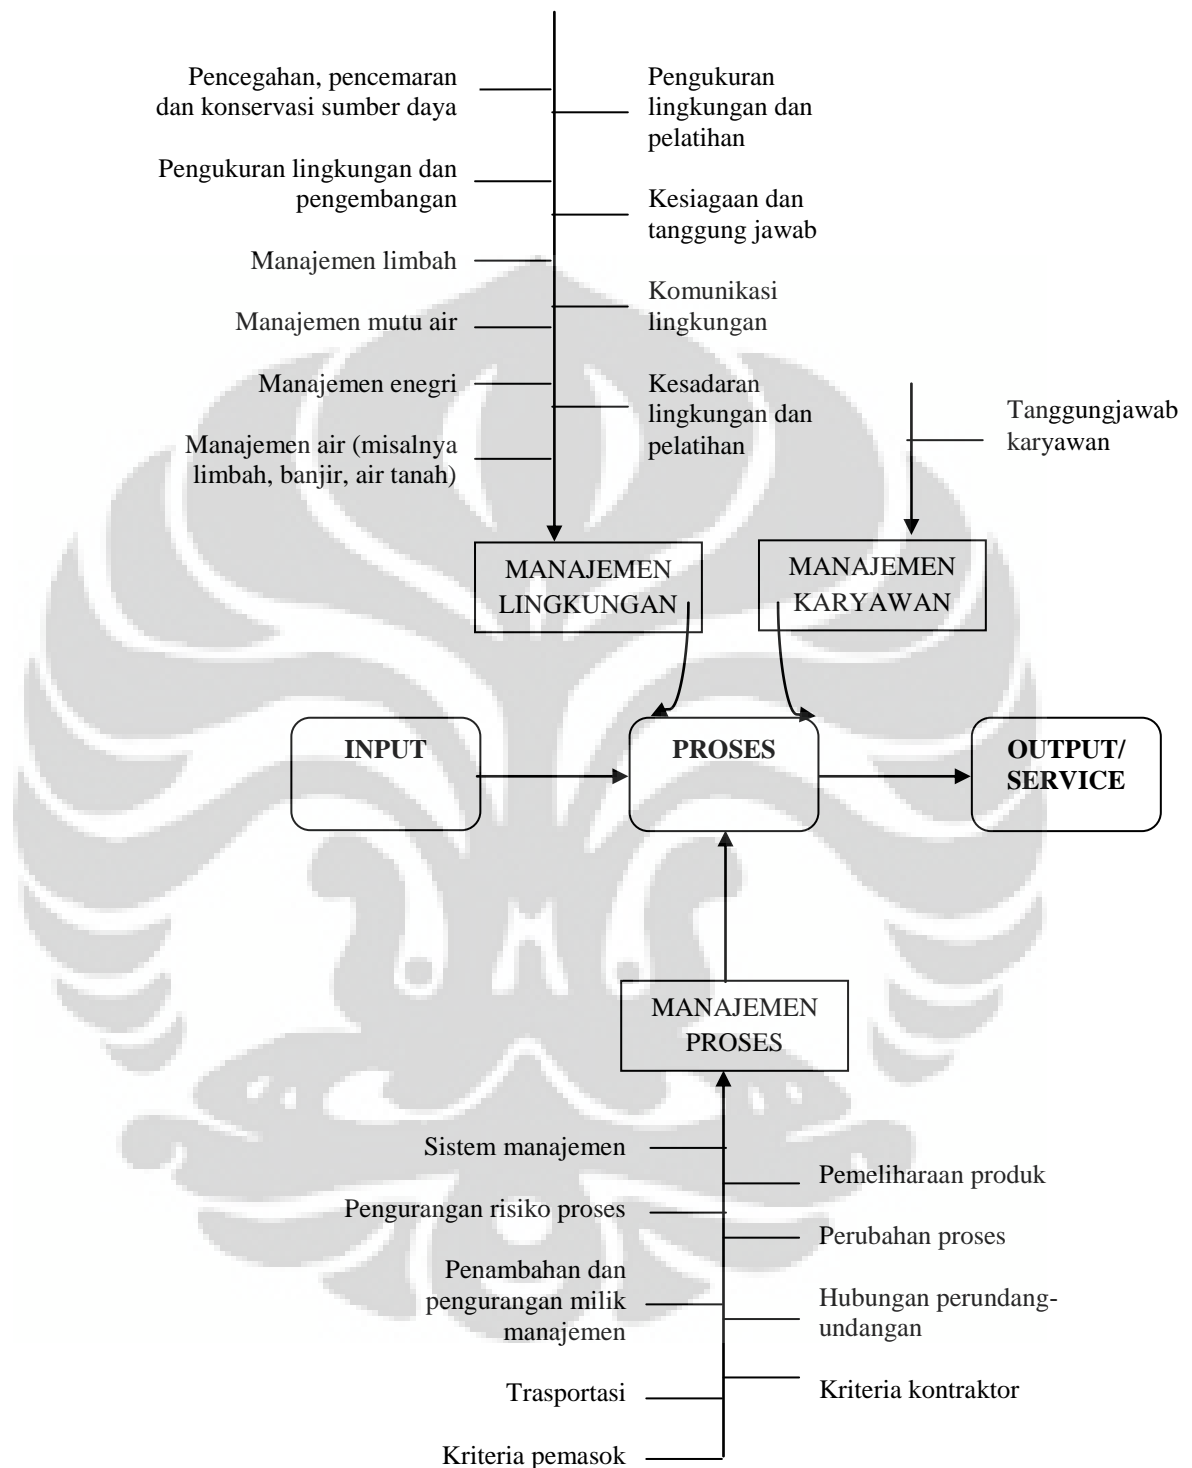 Pencegahan, pencemaran
dan konservasi sumber daya
Pengukuran
lingkungan dan
pelatihan
Pengukuran lingkungan dan
pengembangan
Kesiagaan dan
tanggung jawab
Manajemen limbah
Komunikasi
lingkungan
Manajemen mutu air
Manajemen enegri
Kesadaran
lingkungan dan
pelatihan
Manajemen air (misalnya
limbah, banjir, air tanah)
Tanggungjawab
karyawan
MANAJEMEN
LINGKUNGAN
MANAJEMEN
KARYAWAN
INPUT
PROSES
OUTPUT/
SERVICE
MANAJEMEN
PROSES
Sistem manajemen
Pemeliharaan produk
Pengurangan risiko proses
Perubahan proses
Penambahan dan
pengurangan milik
manajemen
Hubungan perundang-
undangan
Trasportasi
Kriteria kontraktor
Kriteria pemasok